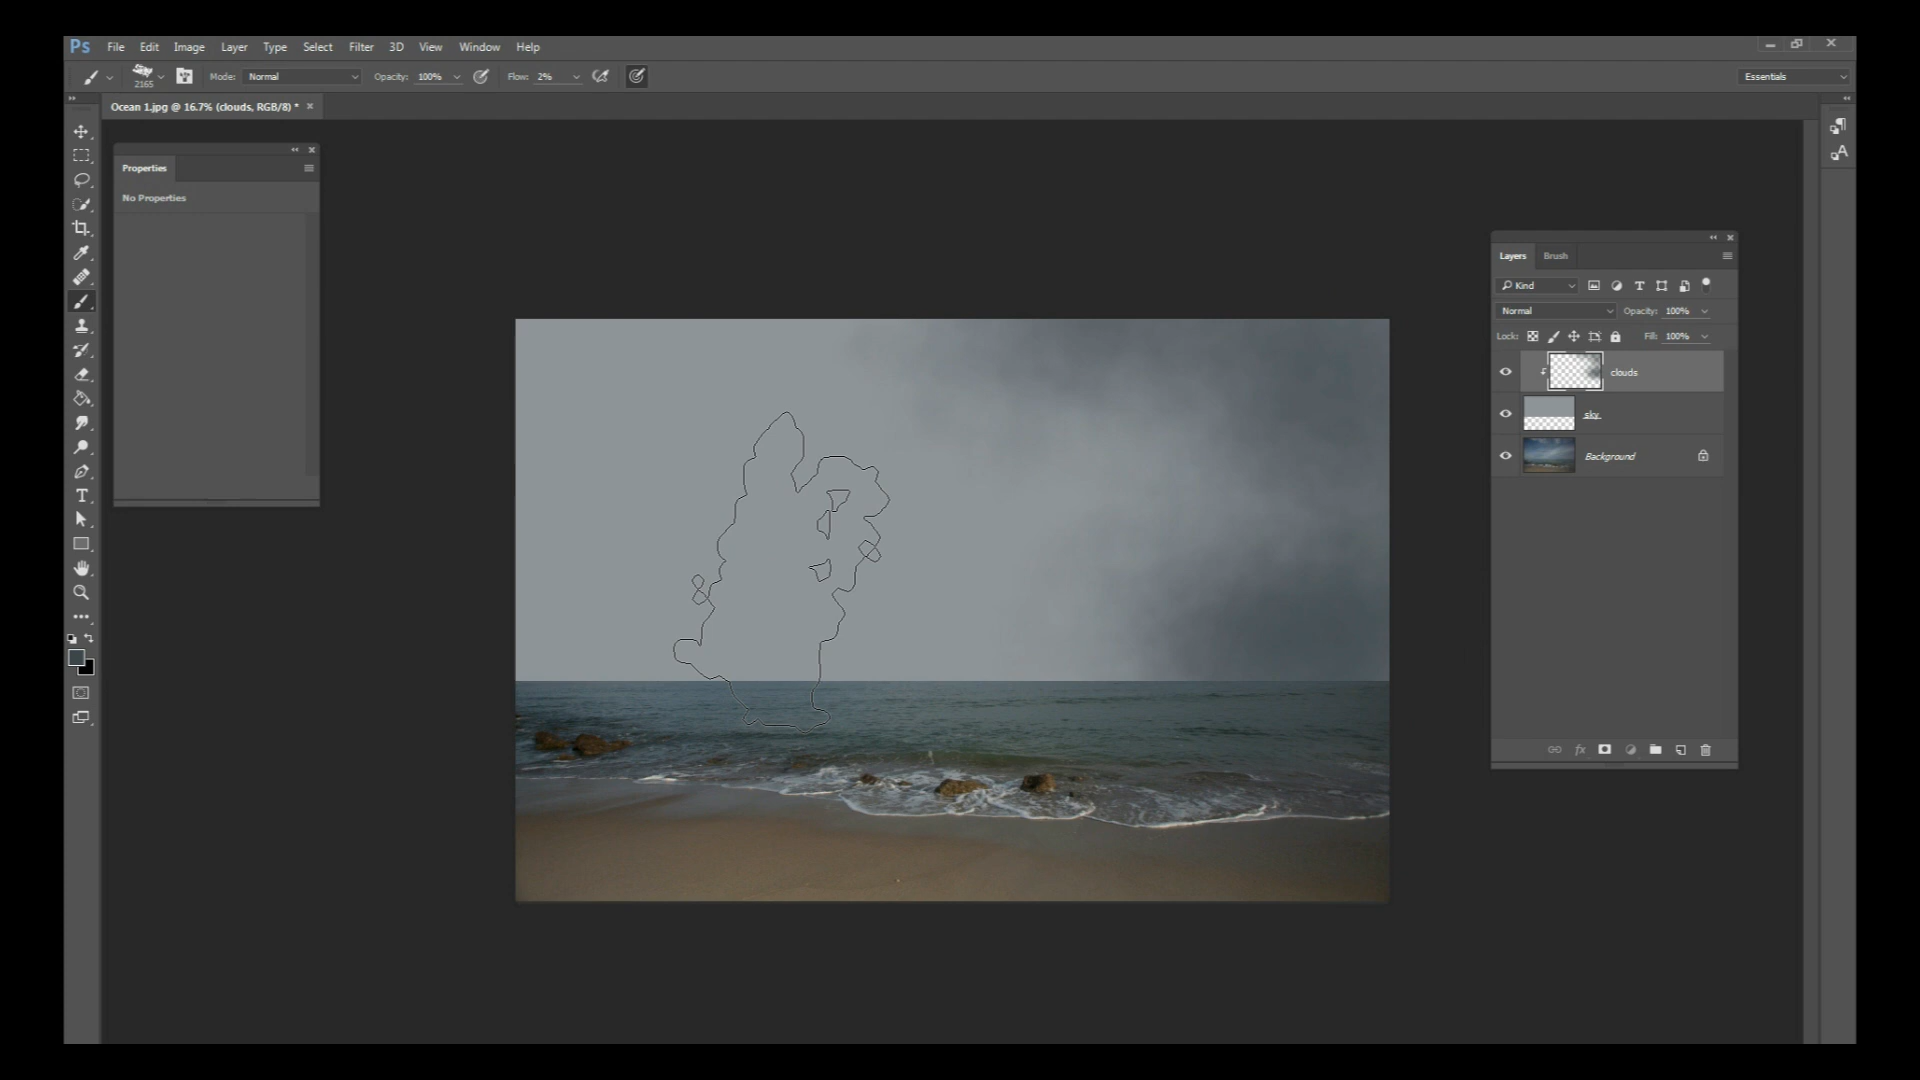 Ps File Edit Image Layer Type Select Filter 3D View Window Help
2165 Mode: Normal Opacity: 100% Flow: 2% Essentials
Ocean 1.jpg @ 16.7% (clouds, RGB/8) *
Properties
No Properties
Layers Brush
Kind
Normal Opacity: 100%
Lock: Fill: 100%
clouds
sky
Background